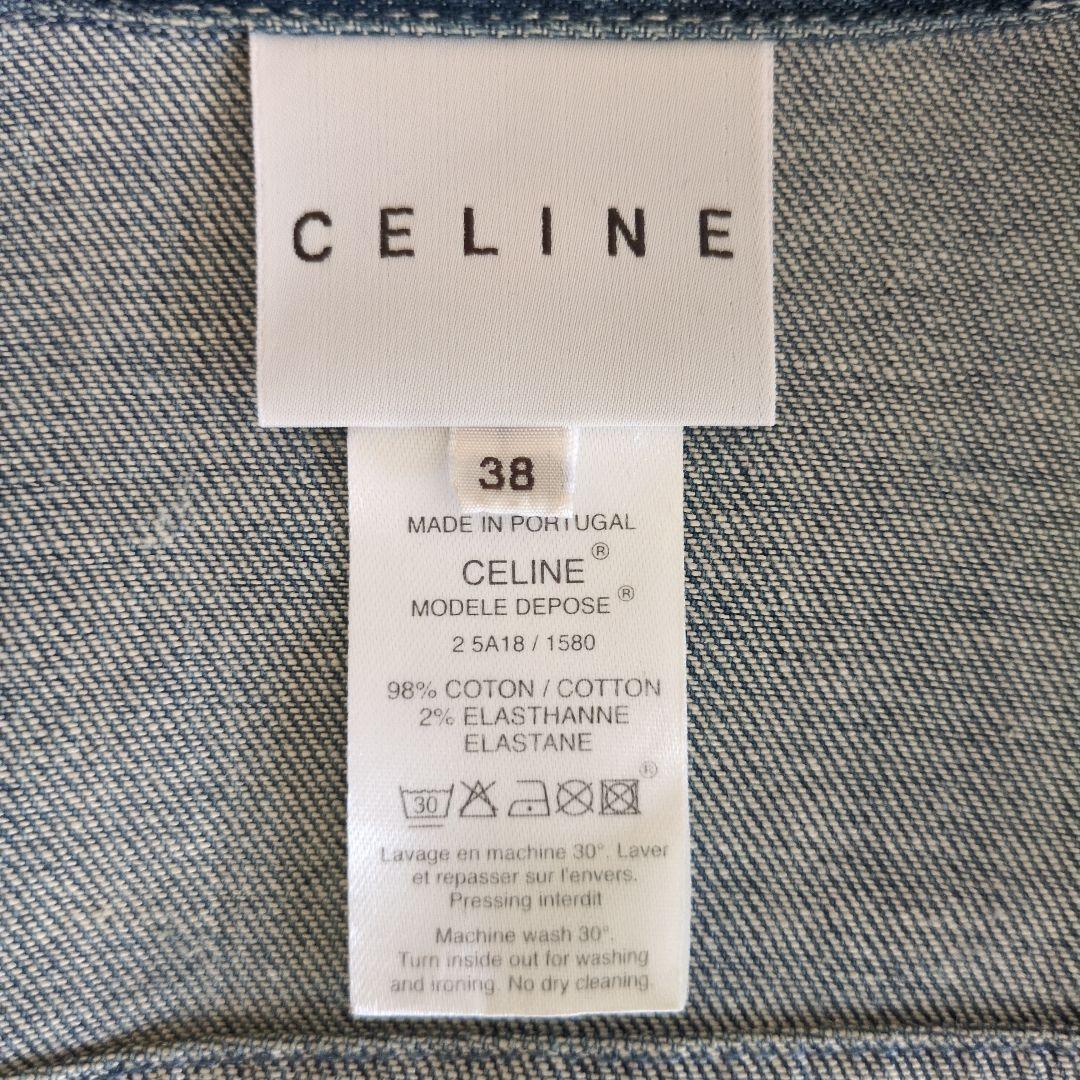 CELINE
38
MADE IN PORTUGAL
CELINE®
MODELE DEPOSE®
2 5A18 / 1580
98% COTON / COTTON
2% ELASTHANNE
ELASTANE
®
30
Lavage en machine 30°. Laver
et repasser sur l'envers.
Pressing interdit
Machine wash 30°.
Turn inside out for washing
and ironing. No dry cleaning.